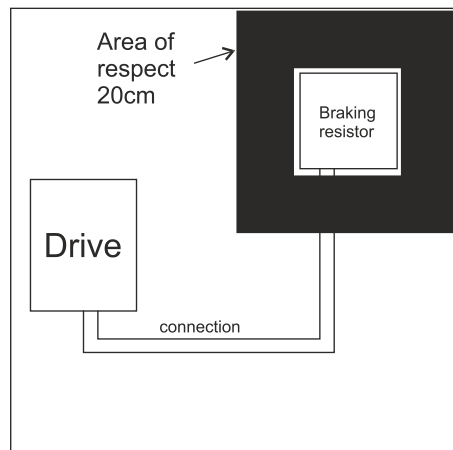 Area of
respect
20cm
Braking
resistor
Drive
connection